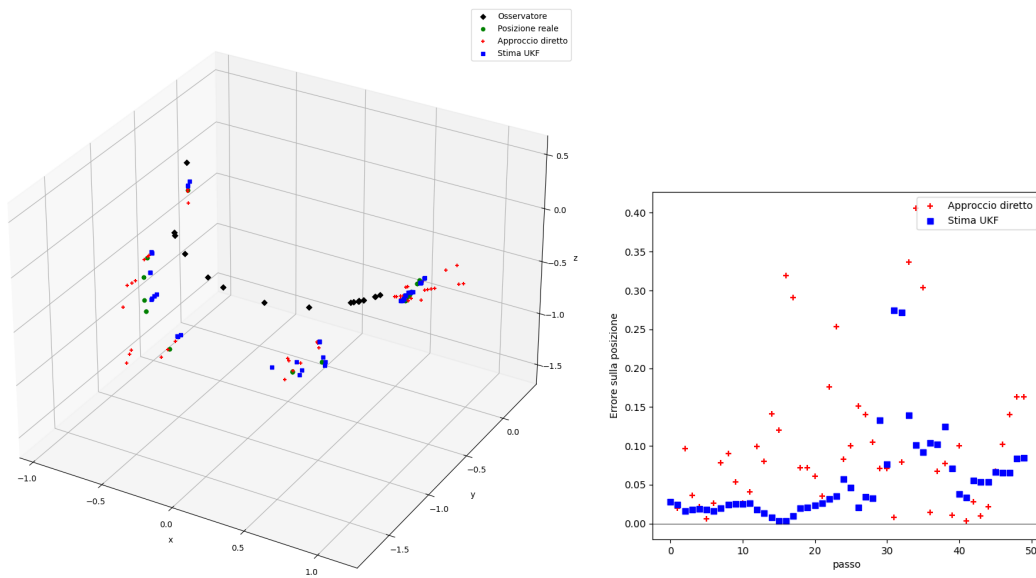 Osservatore
Posizione reale
Approccio diretto
Stima UKF
0.5
0.0
−0.5
−1.0
−1.5
z
0.0
−0.5
−1.0
−1.5
y
−1.0
−0.5
0.0
0.5
1.0
x
Approccio diretto
Stima UKF
0.40
0.35
0.30
0.25
0.20
0.15
0.10
0.05
0.00
Errore sulla posizione
0 10 20 30 40 50
passo